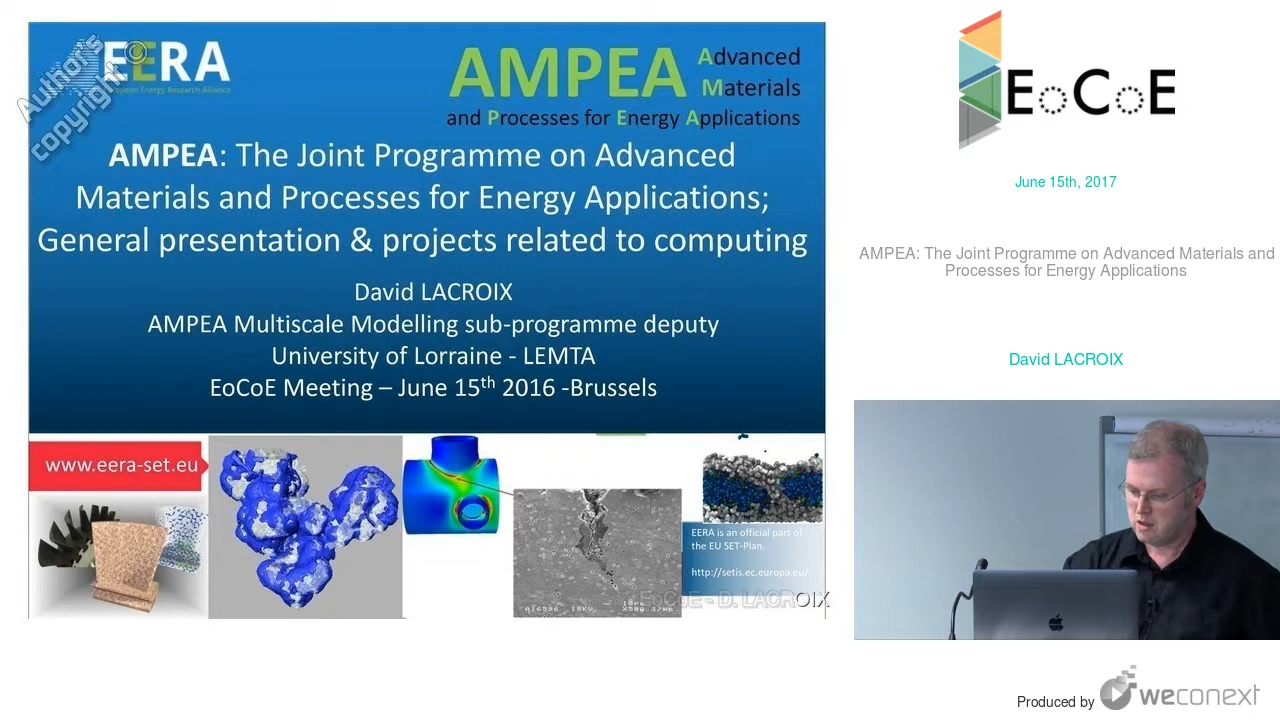 Author's ©
copyright
EERA
European Energy Research Alliance
AMPEA
Advanced
Materials
and Processes for Energy Applications
AMPEA: The Joint Programme on Advanced
Materials and Processes for Energy Applications;
General presentation & projects related to computing
David LACROIX
AMPEA Multiscale Modelling sub-programme deputy
University of Lorraine - LEMTA
EoCoE Meeting – June 15th 2016 -Brussels
www.eera-set.eu
EERA is an official part of
the EU SET-Plan.
http://setis.ec.europa.eu/
EoCoE - D. LACROIX
EoCoE
June 15th, 2017
AMPEA: The Joint Programme on Advanced Materials and
Processes for Energy Applications
David LACROIX
Produced by weconext